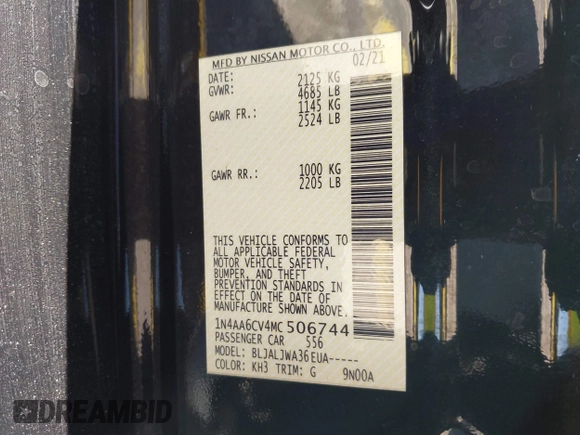 MFD BY NISSAN MOTOR CO., LTD.
DATE: 02/21
GVWR: 2125 KG
4685 LB
GAWR FR.: 1145 KG
2524 LB
GAWR RR.: 1000 KG
2205 LB
THIS VEHICLE CONFORMS TO
ALL APPLICABLE FEDERAL
MOTOR VEHICLE SAFETY,
BUMPER, AND THEFT
PREVENTION STANDARDS IN
EFFECT ON THE DATE OF
MANUFACTURE SHOWN ABOVE.
1N4AA6CV4MC506744
PASSENGER CAR 556
MODEL: BLJALJWA36EUA-----
COLOR: KH3 TRIM: G 9N00A
DREAMBID